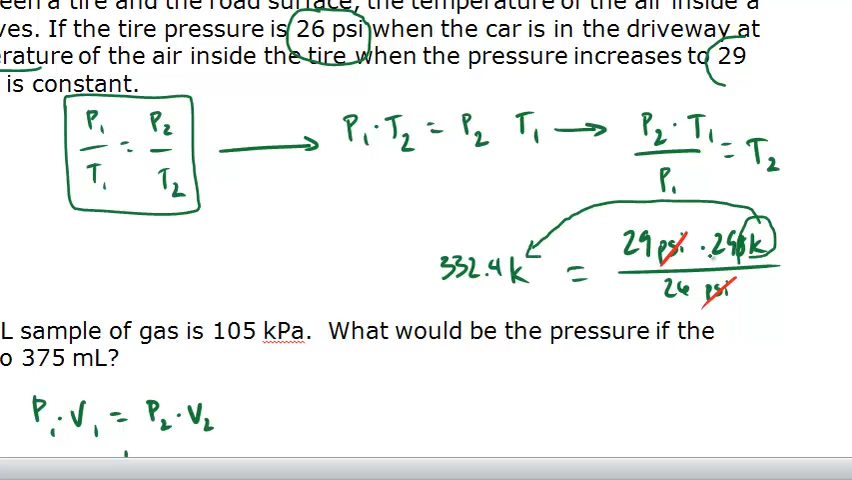 een a tire and the road surface, the temperature of the air inside a
ves. If the tire pressure is 26 psi when the car is in the driveway at
erature of the air inside the tire when the pressure increases to 29
is constant.
P₁/T₁ = P₂/T₂ → P₁·T₂ = P₂ T₁ → P₂·T₁/P₁ = T₂
332.4 k = 29 psi · 298 k / 26 psi
L sample of gas is 105 kPa. What would be the pressure if the
o 375 mL?
P₁·V₁ = P₂·V₂